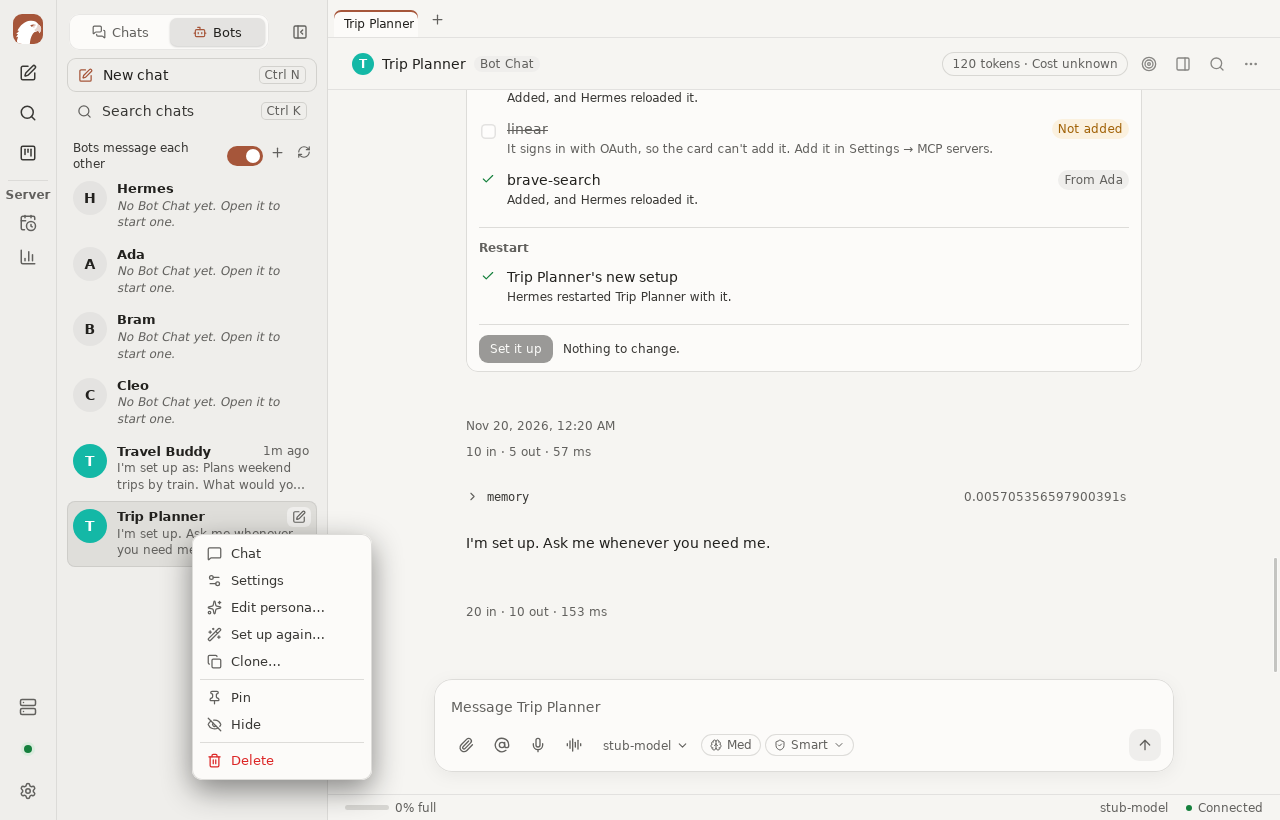 Chats
Bots
New chat
Ctrl N
Search chats
Ctrl K
Bots message each
other
Server
H
Hermes
No Bot Chat yet. Open it to
start one.
A
Ada
No Bot Chat yet. Open it to
start one.
B
Bram
No Bot Chat yet. Open it to
start one.
C
Cleo
No Bot Chat yet. Open it to
start one.
T
Travel Buddy
1m ago
I'm set up as: Plans weekend
trips by train. What would yo…
T
Trip Planner
I'm set up. Ask me whenever
you need me
Chat
Settings
Edit persona…
Set up again…
Clone…
Pin
Hide
Delete
Trip Planner
T
Trip Planner
Bot Chat
120 tokens · Cost unknown
Added, and Hermes reloaded it.
linear
Not added
It signs in with OAuth, so the card can't add it. Add it in Settings → MCP servers.
brave-search
From Ada
Added, and Hermes reloaded it.
Restart
Trip Planner's new setup
Hermes restarted Trip Planner with it.
Set it up
Nothing to change.
Nov 20, 2026, 12:20 AM
10 in · 5 out · 57 ms
memory
0.005705356597900391s
I'm set up. Ask me whenever you need me.
20 in · 10 out · 153 ms
Message Trip Planner
stub-model
Med
Smart
0% full
stub-model
Connected